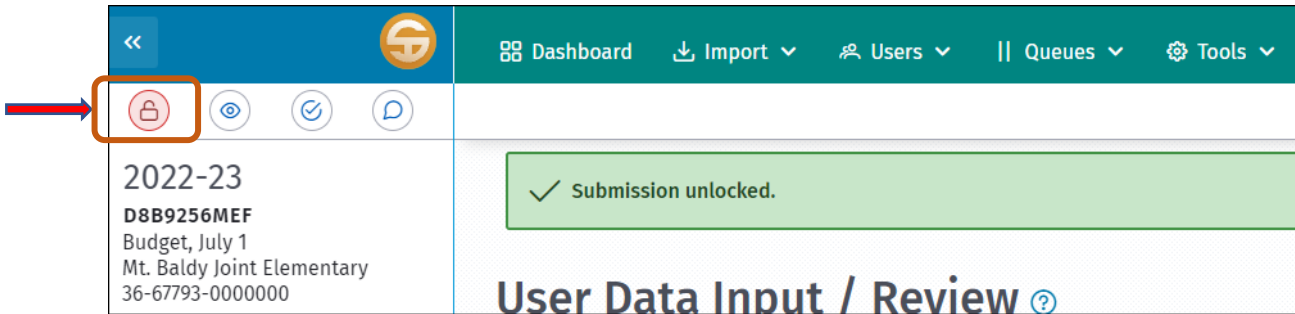 Dashboard Import Users Queues Tools
2022-23
D8B9256MEF
Budget, July 1
Mt. Baldy Joint Elementary
36-67793-0000000
Submission unlocked.
User Data Input / Review